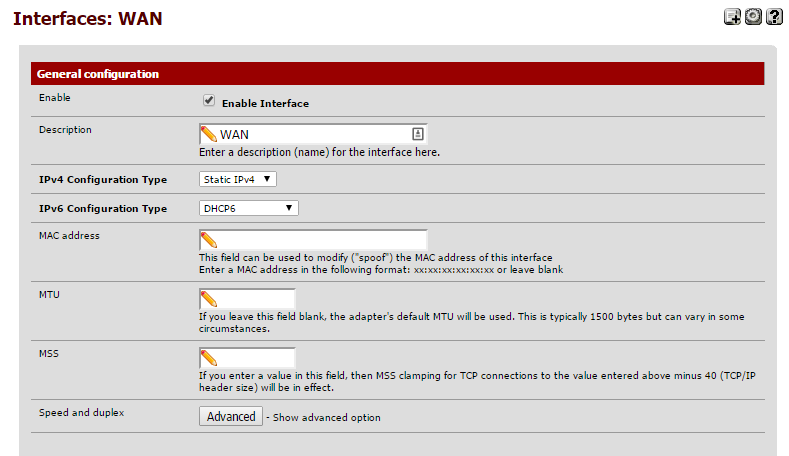 Interfaces: WAN
General configuration
Enable
Enable Interface
Description
WAN
Enter a description (name) for the interface here.
IPv4 Configuration Type
Static IPv4
IPv6 Configuration Type
DHCP6
MAC address
This field can be used to modify ("spoof") the MAC address of this interface
Enter a MAC address in the following format: xx:xx:xx:xx:xx:xx or leave blank
MTU
If you leave this field blank, the adapter's default MTU will be used. This is typically 1500 bytes but can vary in some
circumstances.
MSS
If you enter a value in this field, then MSS clamping for TCP connections to the value entered above minus 40 (TCP/IP
header size) will be in effect.
Speed and duplex
Advanced - Show advanced option